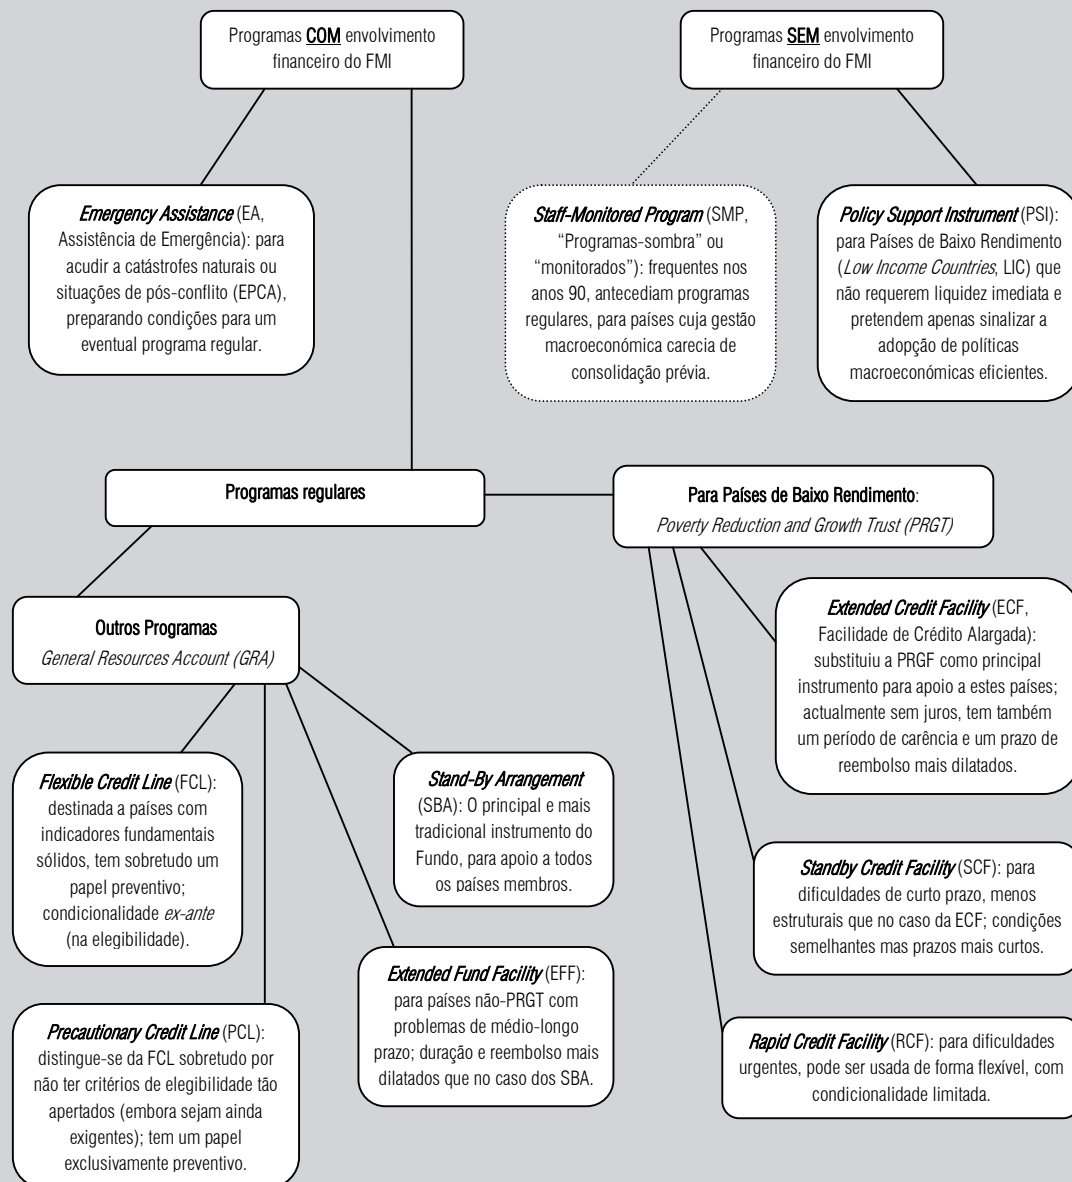 Programas COM envolvimento
financeiro do FMI
Programas SEM envolvimento
financeiro do FMI
Emergency Assistance (EA,
Assistência de Emergência): para
acudir a catástrofes naturais ou
situações de pós-conflito (EPCA),
preparando condições para um
eventual programa regular.
Staff-Monitored Program (SMP,
“Programas-sombra” ou
“monitorados”): frequentes nos
anos 90, antecediam programas
regulares, para países cuja gestão
macroeconómica carecia de
consolidação prévia.
Policy Support Instrument (PSI):
para Países de Baixo Rendimento
(Low Income Countries, LIC) que
não requerem liquidez imediata e
pretendem apenas sinalizar a
adopção de políticas
macroeconómicas eficientes.
Programas regulares
Para Países de Baixo Rendimento:
Poverty Reduction and Growth Trust (PRGT)
Outros Programas
General Resources Account (GRA)
Extended Credit Facility (ECF,
Facilidade de Crédito Alargada):
substituiu a PRGF como principal
instrumento para apoio a estes países;
actualmente sem juros, tem também
um período de carência e um prazo de
reembolso mais dilatados.
Flexible Credit Line (FCL):
destinada a países com
indicadores fundamentais
sólidos, tem sobretudo um
papel preventivo;
condicionalidade ex-ante
(na elegibilidade).
Stand-By Arrangement
(SBA): O principal e mais
tradicional instrumento do
Fundo, para apoio a todos
os países membros.
Standby Credit Facility (SCF): para
dificuldades de curto prazo, menos
estruturais que no caso da ECF; condições
semelhantes mas prazos mais curtos.
Extended Fund Facility (EFF):
para países não-PRGT com
problemas de médio-longo
prazo; duração e reembolso mais
dilatados que no caso dos SBA.
Precautionary Credit Line (PCL):
distingue-se da FCL sobretudo por
não ter critérios de elegibilidade tão
apertados (embora sejam ainda
exigentes); tem um papel
exclusivamente preventivo.
Rapid Credit Facility (RCF): para dificuldades
urgentes, pode ser usada de forma flexível, com
condicionalidade limitada.